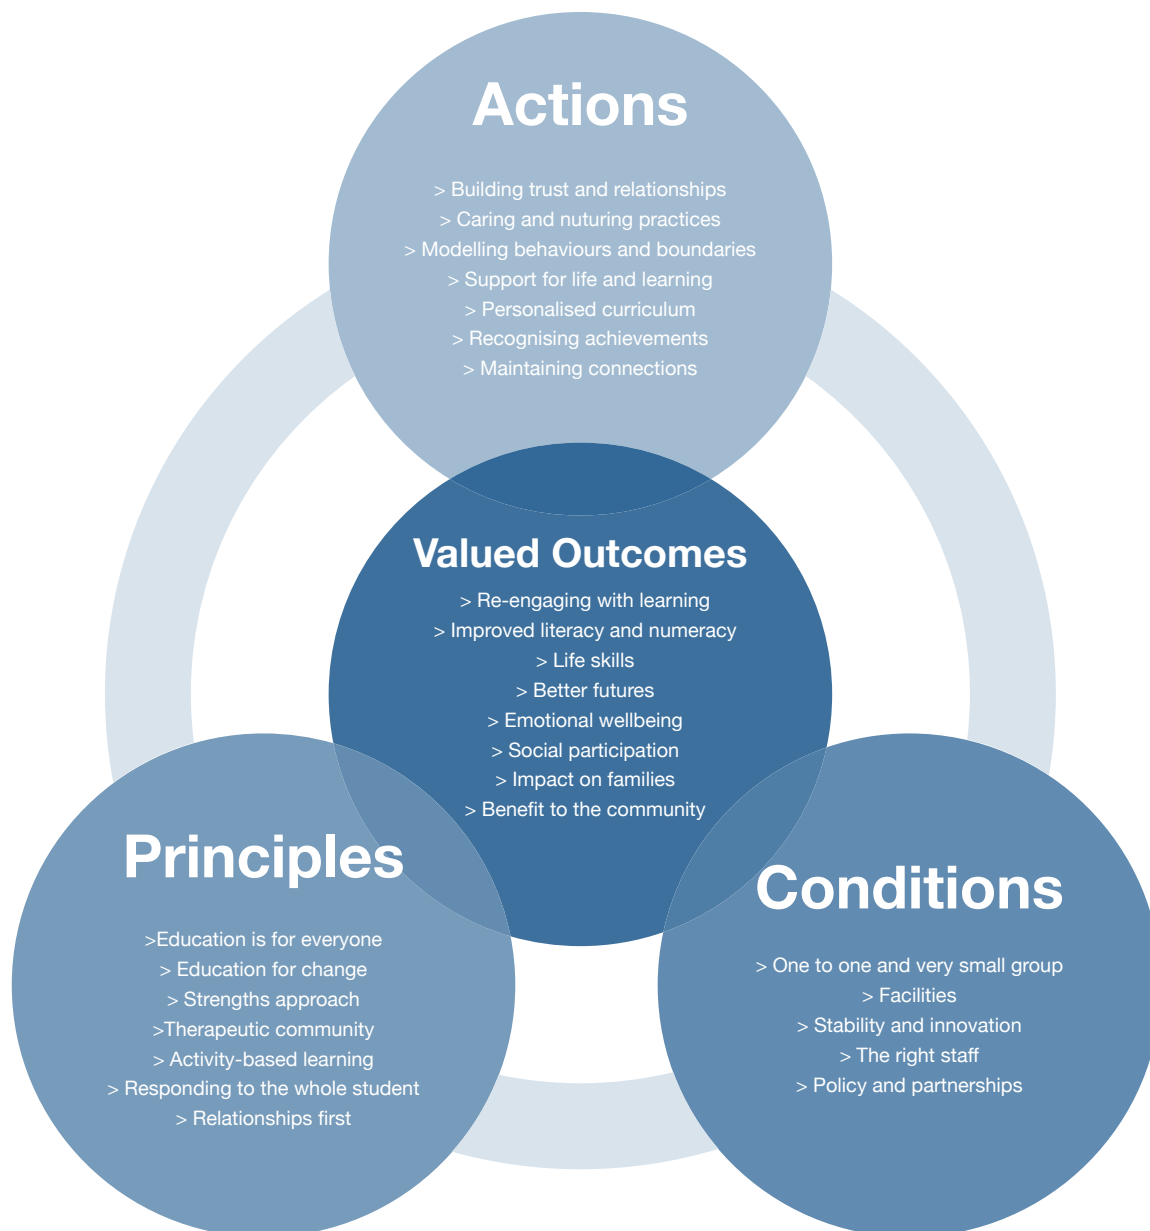 Actions
> Building trust and relationships
> Caring and nuturing practices
> Modelling behaviours and boundaries
> Support for life and learning
> Personalised curriculum
> Recognising achievements
> Maintaining connections
Valued Outcomes
> Re-engaging with learning
> Improved literacy and numeracy
> Life skills
> Better futures
> Emotional wellbeing
> Social participation
> Impact on families
> Benefit to the community
Principles
>Education is for everyone
> Education for change
> Strengths approach
>Therapeutic community
> Activity-based learning
> Responding to the whole student
> Relationships first
Conditions
> One to one and very small group
> Facilities
> Stability and innovation
> The right staff
> Policy and partnerships